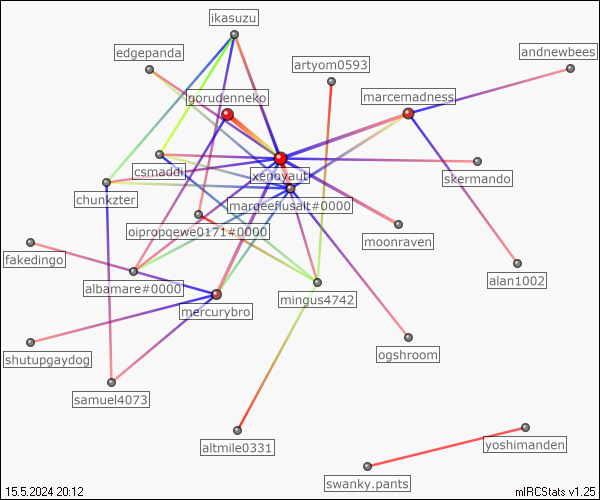 ikasuzu
edgepanda
andnewbees
artyom0593
gorudenneko
marcemadness
csmaddi
xenoyaut
skermando
chunkzter
margeefiusalt#0000
oipropqewe0171#0000
moonraven
fakedingo
albamare#0000
alan1002
mingus4742
mercurybro
shutupgaydog
ogshroom
samuel4073
altmile0331
yoshimanden
swanky.pants
15.5.2024 20:12
mIRCStats v1.25